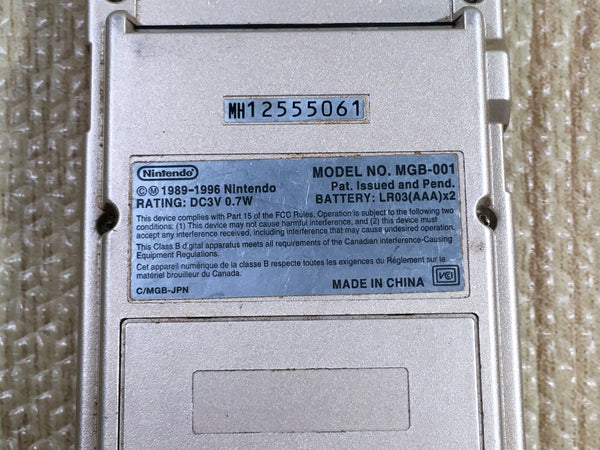 MH12555061
Nintendo
MODEL NO. MGB-001
©Ⓜ 1989-1996 Nintendo
Pat. Issued and Pend.
RATING: DC3V 0.7W
BATTERY: LR03(AAA)x2
This device complies with Part 15 of the FCC Rules. Operation is subject to the following two
conditions: (1) This device may not cause harmful interference, and (2) this device must
accept any interference received, including interference that may cause undesired operation.
This Class B d.gital apparatus meets all requirements of the Canadian interference-Causing
Equipment Regulations.
Cet appareil numérique de la classe B respecte toutes les exigences du Réglement sur le
matériel brouilleur du Canada.
C/MGB-JPN
MADE IN CHINA
VCI